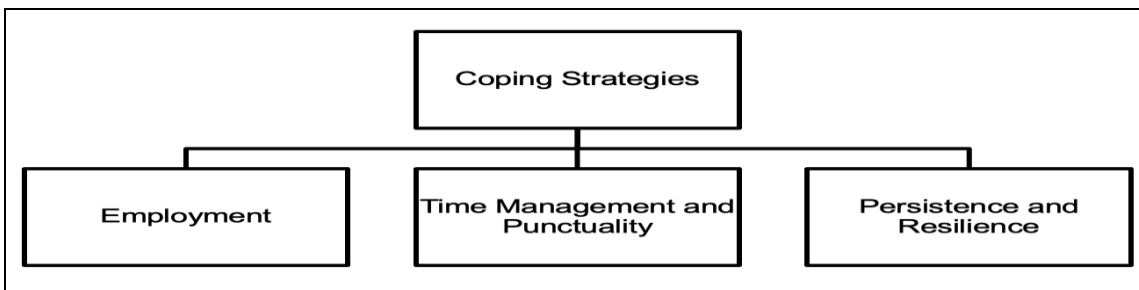 Coping Strategies
Employment
Time Management and
Punctuality
Persistence and
Resilience